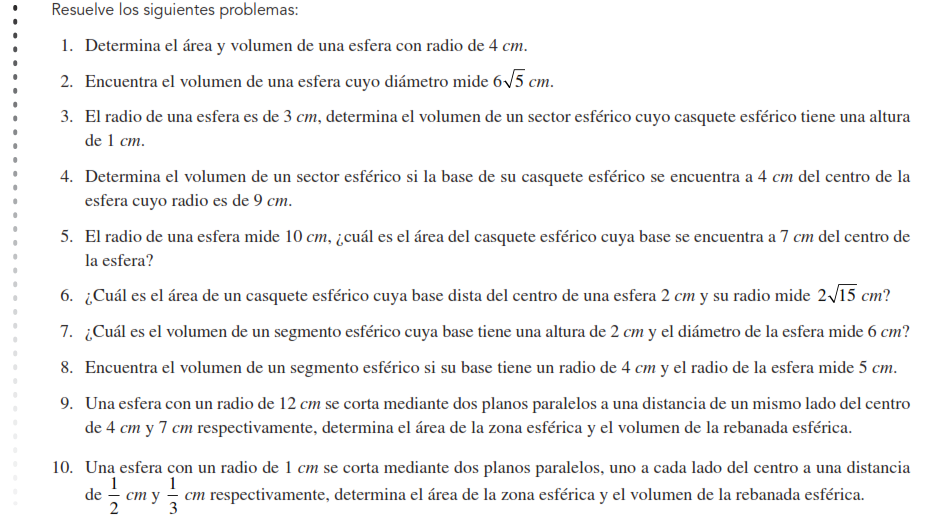 Resuelve los siguientes problemas:
1. Determina el área y volumen de una esfera con radio de 4 cm.
2. Encuentra el volumen de una esfera cuyo diámetro mide 6√5 cm.
3. El radio de una esfera es de 3 cm, determina el volumen de un sector esférico cuyo casquete esférico tiene una altura
de 1 cm.
4. Determina el volumen de un sector esférico si la base de su casquete esférico se encuentra a 4 cm del centro de la
esfera cuyo radio es de 9 cm.
5. El radio de una esfera mide 10 cm, ¿cuál es el área del casquete esférico cuya base se encuentra a 7 cm del centro de
la esfera?
6. ¿Cuál es el área de un casquete esférico cuya base dista del centro de una esfera 2 cm y su radio mide 2√15 cm?
7. ¿Cuál es el volumen de un segmento esférico cuya base tiene una altura de 2 cm y el diámetro de la esfera mide 6 cm?
8. Encuentra el volumen de un segmento esférico si su base tiene un radio de 4 cm y el radio de la esfera mide 5 cm.
9. Una esfera con un radio de 12 cm se corta mediante dos planos paralelos a una distancia de un mismo lado del centro
de 4 cm y 7 cm respectivamente, determina el área de la zona esférica y el volumen de la rebanada esférica.
10. Una esfera con un radio de 1 cm se corta mediante dos planos paralelos, uno a cada lado del centro a una distancia
de 1/2 cm y 1/3 cm respectivamente, determina el área de la zona esférica y el volumen de la rebanada esférica.